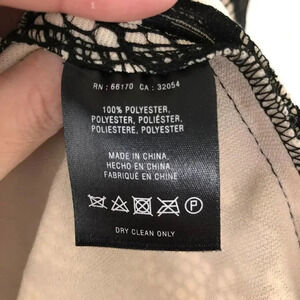 RN : 66170 CA : 32054
100% POLYESTER,
POLYESTER, POLIÉSTER,
POLIESTERE, POLYESTER
MADE IN CHINA
HECHO EN CHINA
FABRIQUÉ EN CHINE
P
DRY CLEAN ONLY